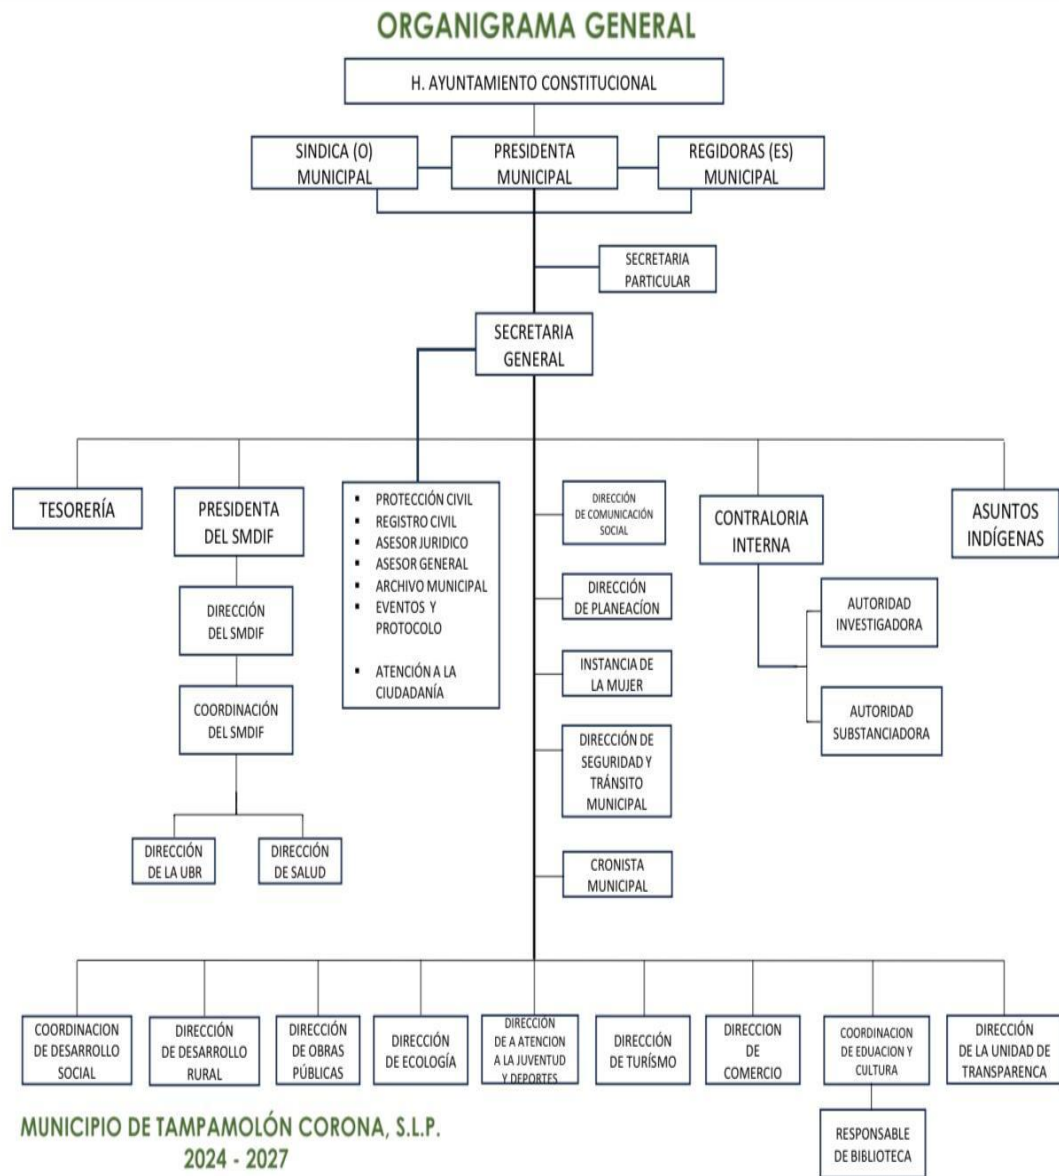 ORGANIGRAMA GENERAL
H. AYUNTAMIENTO CONSTITUCIONAL
SINDICA (O)
MUNICIPAL
PRESIDENTA
MUNICIPAL
REGIDORAS (ES)
MUNICIPAL
SECRETARIA
PARTICULAR
SECRETARIA
GENERAL
TESORERÍA
PRESIDENTA
DEL SMDIF
DIRECCIÓN
DEL SMDIF
COORDINACIÓN
DEL SMDIF
DIRECCIÓN
DE LA UBR
DIRECCIÓN
DE SALUD
▪ PROTECCIÓN CIVIL
▪ REGISTRO CIVIL
▪ ASESOR JURIDICO
▪ ASESOR GENERAL
▪ ARCHIVO MUNICIPAL
▪ EVENTOS Y
PROTOCOLO
▪ ATENCIÓN A LA
CIUDADANÍA
DIRECCIÓN
DE COMUNICACIÓN
SOCIAL
DIRECCIÓN
DE PLANEACÍON
INSTANCIA DE
LA MUJER
DIRECCIÓN DE
SEGURIDAD Y
TRÁNSITO
MUNICIPAL
CRONISTA
MUNICIPAL
CONTRALORIA
INTERNA
AUTORIDAD
INVESTIGADORA
AUTORIDAD
SUBSTANCIADORA
ASUNTOS
INDÍGENAS
COORDINACION
DE DESARROLLO
SOCIAL
DIRECCIÓN
DE DESARROLLO
RURAL
DIRECCIÓN
DE OBRAS
PÚBLICAS
DIRECCIÓN
DE ECOLOGÍA
DIRECCIÓN
DE A ATENCION
A LA JUVENTUD
Y DEPORTES
DIRECCIÓN
DE TURÍSMO
DIRECCION
DE
COMERCIO
COORDINACION
DE EDUACION Y
CULTURA
DIRECCIÓN
DE LA UNIDAD DE
TRANSPARENCA
RESPONSABLE
DE BIBLIOTECA
MUNICIPIO DE TAMPAMOLÓN CORONA, S.L.P.
2024 - 2027